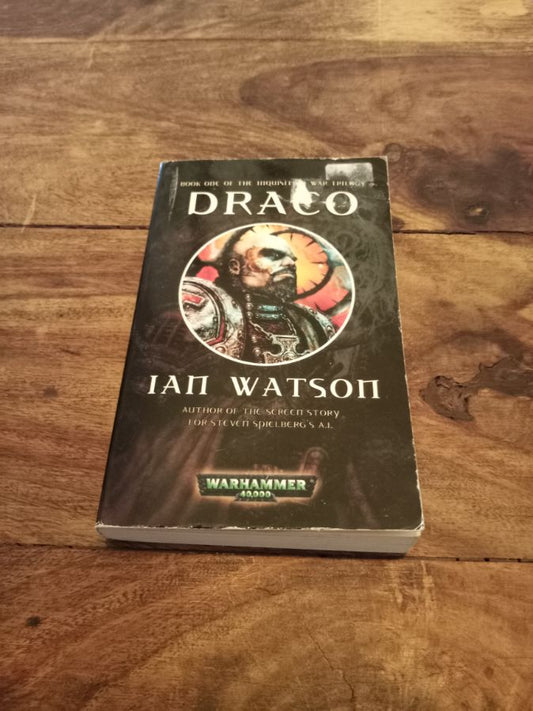 BOOK ONE OF THE INQUISITION WAR TRILOGY
DRACO
IAN WATSON
AUTHOR OF THE SCREEN STORY
FOR STEVEN SPIELBERG'S A.I.
WARHAMMER
40,000